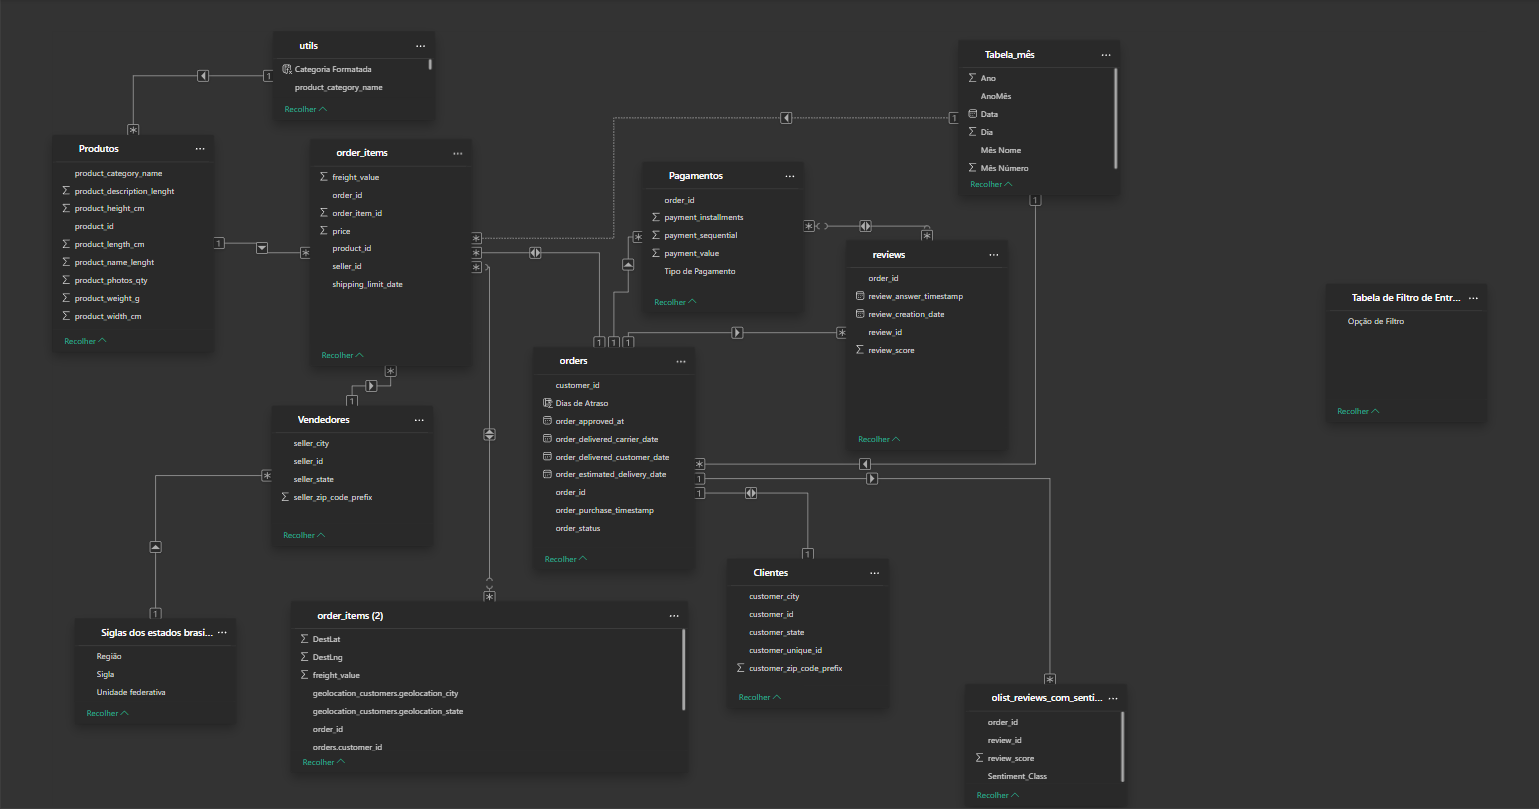 utils
...
Categoria Formatada
product_category_name
Recolher
Produtos
...
product_category_name
product_description_lenght
product_height_cm
product_id
product_length_cm
product_name_lenght
product_photos_qty
product_weight_g
product_width_cm
Recolher
order_items
...
freight_value
order_id
order_item_id
price
product_id
seller_id
shipping_limit_date
Recolher
Pagamentos
...
order_id
payment_installments
payment_sequential
payment_value
Tipo de Pagamento
Recolher
Tabela_mês
...
Ano
AnoMês
Data
Dia
Mês Nome
Mês Número
Recolher
reviews
...
order_id
review_answer_timestamp
review_creation_date
review_id
review_score
Recolher
Tabela de Filtro de Entr... ...
Opção de Filtro
Recolher
orders
...
customer_id
Dias de Atraso
order_approved_at
order_delivered_carrier_date
order_delivered_customer_date
order_estimated_delivery_date
order_id
order_purchase_timestamp
order_status
Recolher
Vendedores
...
seller_city
seller_id
seller_state
seller_zip_code_prefix
Recolher
Siglas dos estados brasi... ...
Região
Sigla
Unidade federativa
Recolher
order_items (2)
...
DestLat
DestLng
freight_value
geolocation_customers.geolocation_city
geolocation_customers.geolocation_state
order_id
orders.customer_id
Recolher
Clientes
...
customer_city
customer_id
customer_state
customer_unique_id
customer_zip_code_prefix
Recolher
olist_reviews_com_senti... ...
order_id
review_id
review_score
Sentiment_Class
Recolher